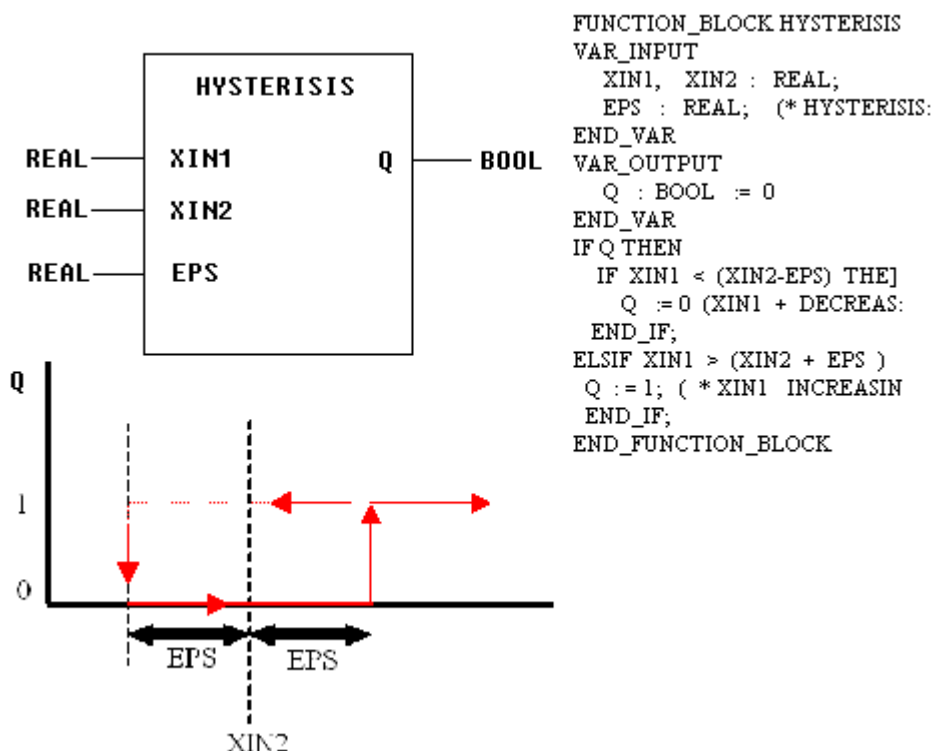 HYSTERISIS
REAL XIN1 Q BOOL
REAL XIN2
REAL EPS
Q
1
0
EPS EPS
XIN2
FUNCTION_BLOCK HYSTERISIS
VAR_INPUT
XIN1, XIN2 : REAL;
EPS : REAL; (* HYSTERISIS:
END_VAR
VAR_OUTPUT
Q : BOOL := 0
END_VAR
IF Q THEN
IF XIN1 < (XIN2-EPS) THE]
Q := 0 (XIN1 + DECREAS:
END_IF;
ELSIF XIN1 > (XIN2 + EPS )
Q := 1; ( * XIN1 INCREASIN
END_IF;
END_FUNCTION_BLOCK